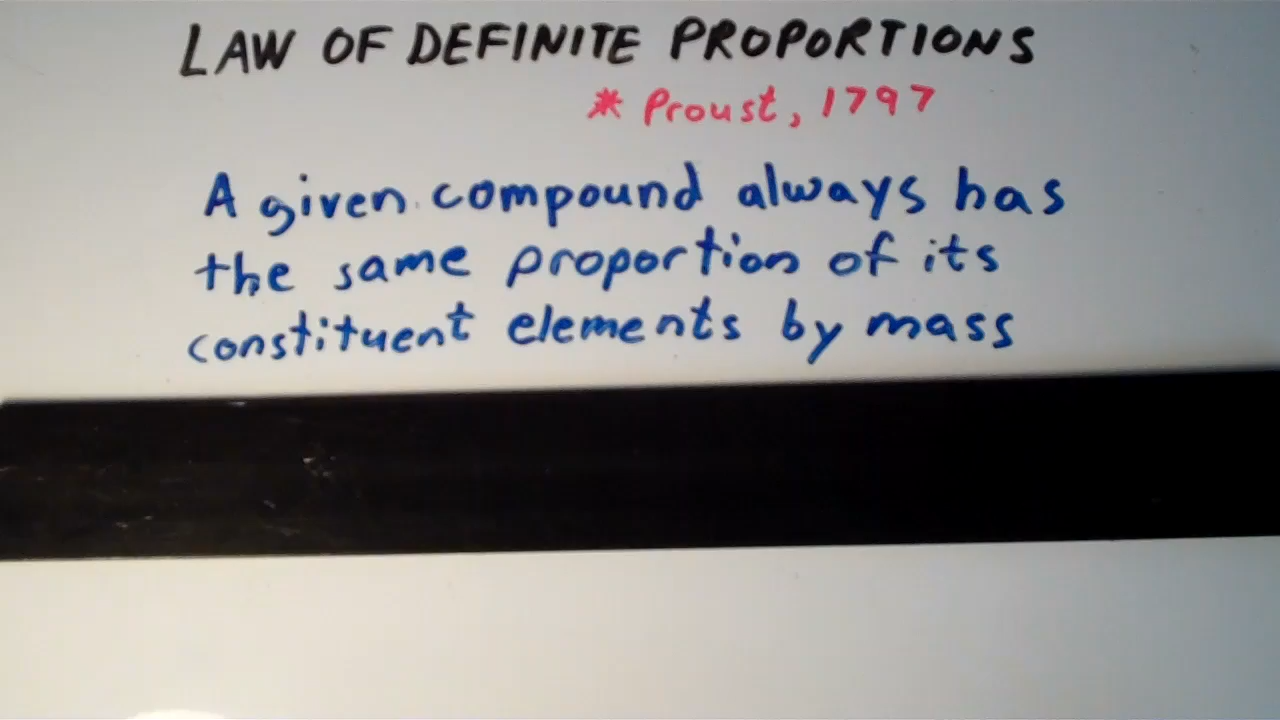 LAW OF DEFINITE PROPORTIONS
* Proust, 1797
A given compound always has
the same proportion of its
constituent elements by mass